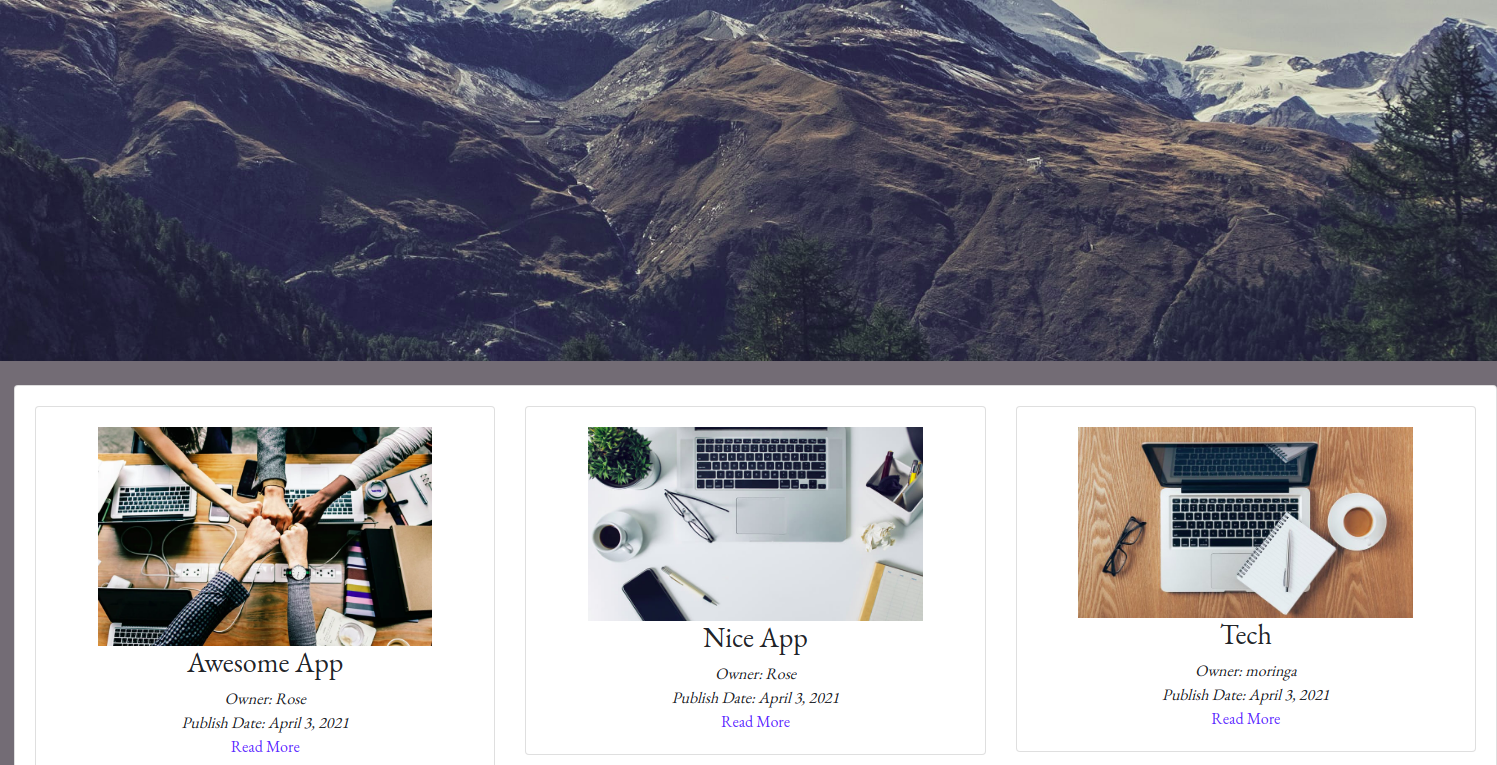 Awesome App
Owner: Rose
Publish Date: April 3, 2021
Read More
Nice App
Owner: Rose
Publish Date: April 3, 2021
Read More
Tech
Owner: moringa
Publish Date: April 3, 2021
Read More